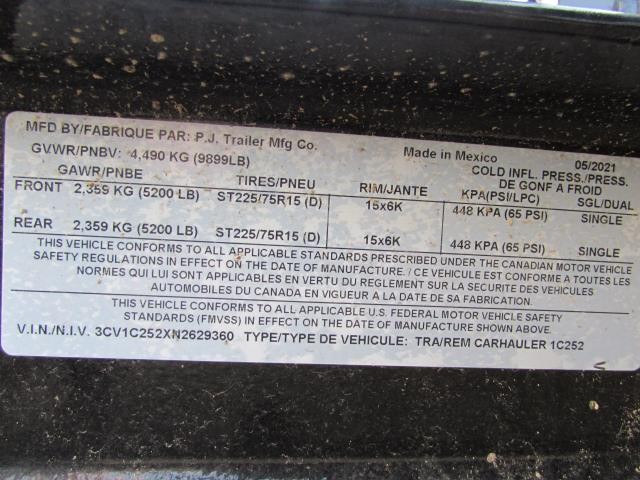 MFD BY/FABRIQUE PAR: P.J. Trailer Mfg Co. Made in Mexico 05/2021
GVWR/PNBV: 4,490 KG (9899LB) COLD INFL. PRESS./PRESS.
GAWR/PNBE TIRES/PNEU RIM/JANTE DE GONF A FROID
KPA(PSI/LPC) SGL/DUAL
FRONT 2,359 KG (5200 LB) ST225/75R15 (D) 15x6K 448 KPA (65 PSI) SINGLE
REAR 2,359 KG (5200 LB) ST225/75R15 (D) 15x6K 448 KPA (65 PSI) SINGLE
THIS VEHICLE CONFORMS TO ALL APPLICABLE STANDARDS PRESCRIBED UNDER THE CANADIAN MOTOR VEHICLE
SAFETY REGULATIONS IN EFFECT ON THE DATE OF MANUFACTURE. / CE VEHICULE EST CONFORME A TOUTES LES
NORMES QUI LUI SONT APPLICABLES EN VERTU DU REGLEMENT SUR LA SECURITE DES VEHICULES
AUTOMOBILES DU CANADA EN VIGUEUR A LA DATE DE SA FABRICATION.
THIS VEHICLE CONFORMS TO ALL APPLICABLE U.S. FEDERAL MOTOR VEHICLE SAFETY
STANDARDS (FMVSS) IN EFFECT ON THE DATE OF MANUFACTURE SHOWN ABOVE.
V.I.N./N.I.V. 3CV1C252XN2629360 TYPE/TYPE DE VEHICULE: TRA/REM CARHAULER 1C252